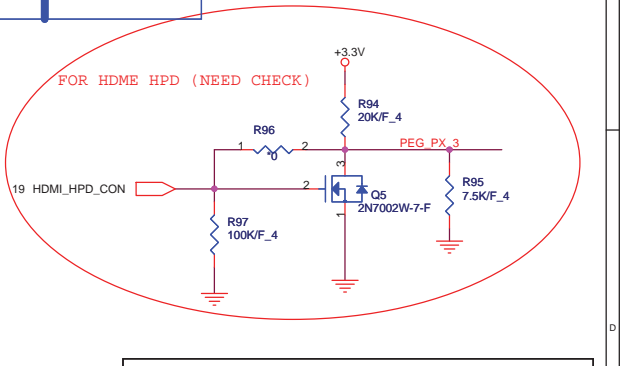 +3.3V
FOR HDME HPD (NEED CHECK)
R94
20K/F_4
R96
1
2
*0
PEG_PX_3
3
19 HDMI_HPD_CON
2
Q5
2N7002W-7-F
R95
7.5K/F_4
1
R97
100K/F_4
D